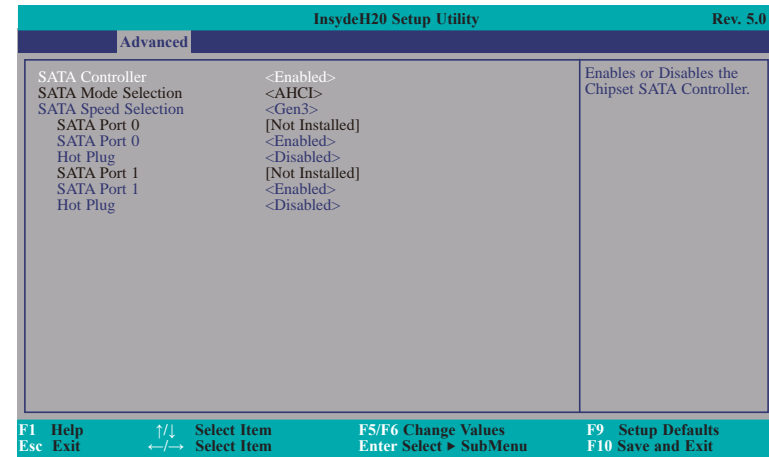 InsydeH20 Setup Utility Rev. 5.0
Advanced
SATA Controller <Enabled>
SATA Mode Selection <AHCI>
SATA Speed Selection <Gen3>
SATA Port 0 [Not Installed]
SATA Port 0 <Enabled>
Hot Plug <Disabled>
SATA Port 1 [Not Installed]
SATA Port 1 <Enabled>
Hot Plug <Disabled>
Enables or Disables the
Chipset SATA Controller.
F1 Help ↑/↓ Select Item F5/F6 Change Values F9 Setup Defaults
Esc Exit ←/→ Select Item Enter Select ► SubMenu F10 Save and Exit